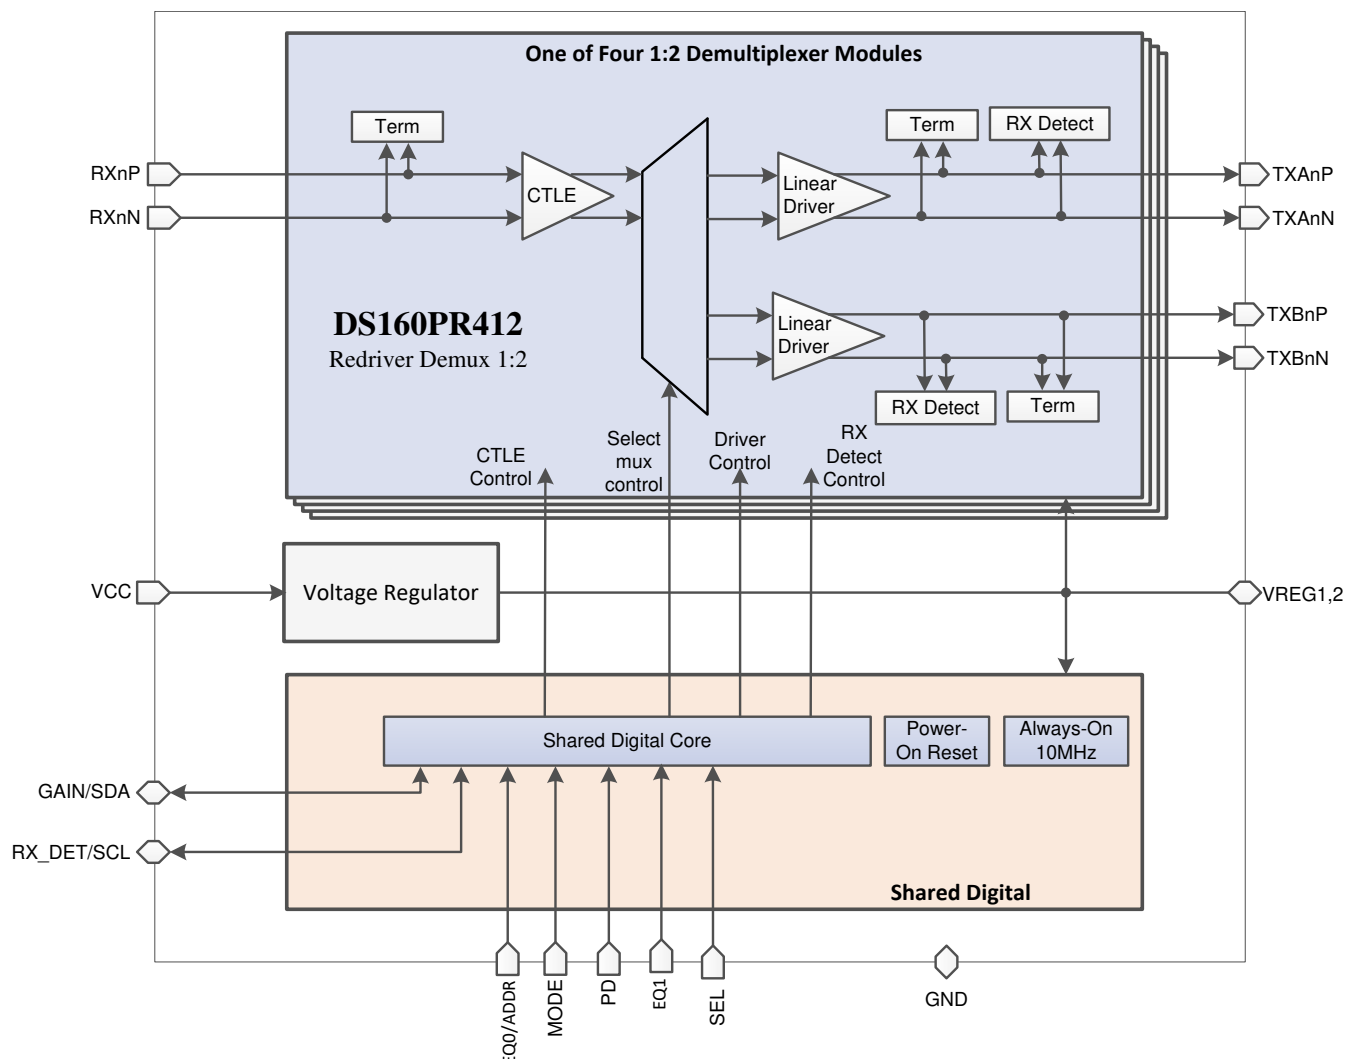 One of Four 1:2 Demultiplexer Modules
Term
Term
RX Detect
RXnP
CTLE
Linear
Driver
TXAnP
RXnN
TXAnN
DS160PR412
Redriver Demux 1:2
Linear
Driver
TXBnP
TXBnN
RX Detect
Term
CTLE
Control
Select
mux
control
Driver
Control
RX
Detect
Control
VCC
Voltage Regulator
VREG1,2
Shared Digital Core
Power-
On Reset
Always-On
10MHz
GAIN/SDA
RX_DET/SCL
Shared Digital
EQ0/ADDR
MODE
PD
EQ1
SEL
GND